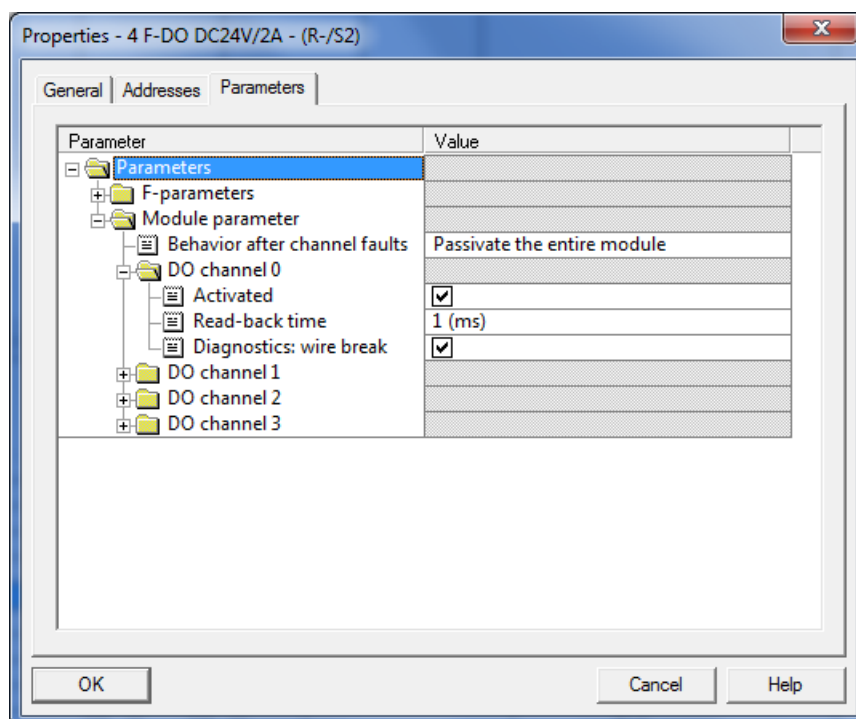 Properties - 4 F-DO DC24V/2A - (R-/S2)
General Addresses Parameters
Parameter Value
Parameters
F-parameters
Module parameter
Behavior after channel faults Passivate the entire module
DO channel 0
Activated
Read-back time 1 (ms)
Diagnostics: wire break
DO channel 1
DO channel 2
DO channel 3
OK Cancel Help